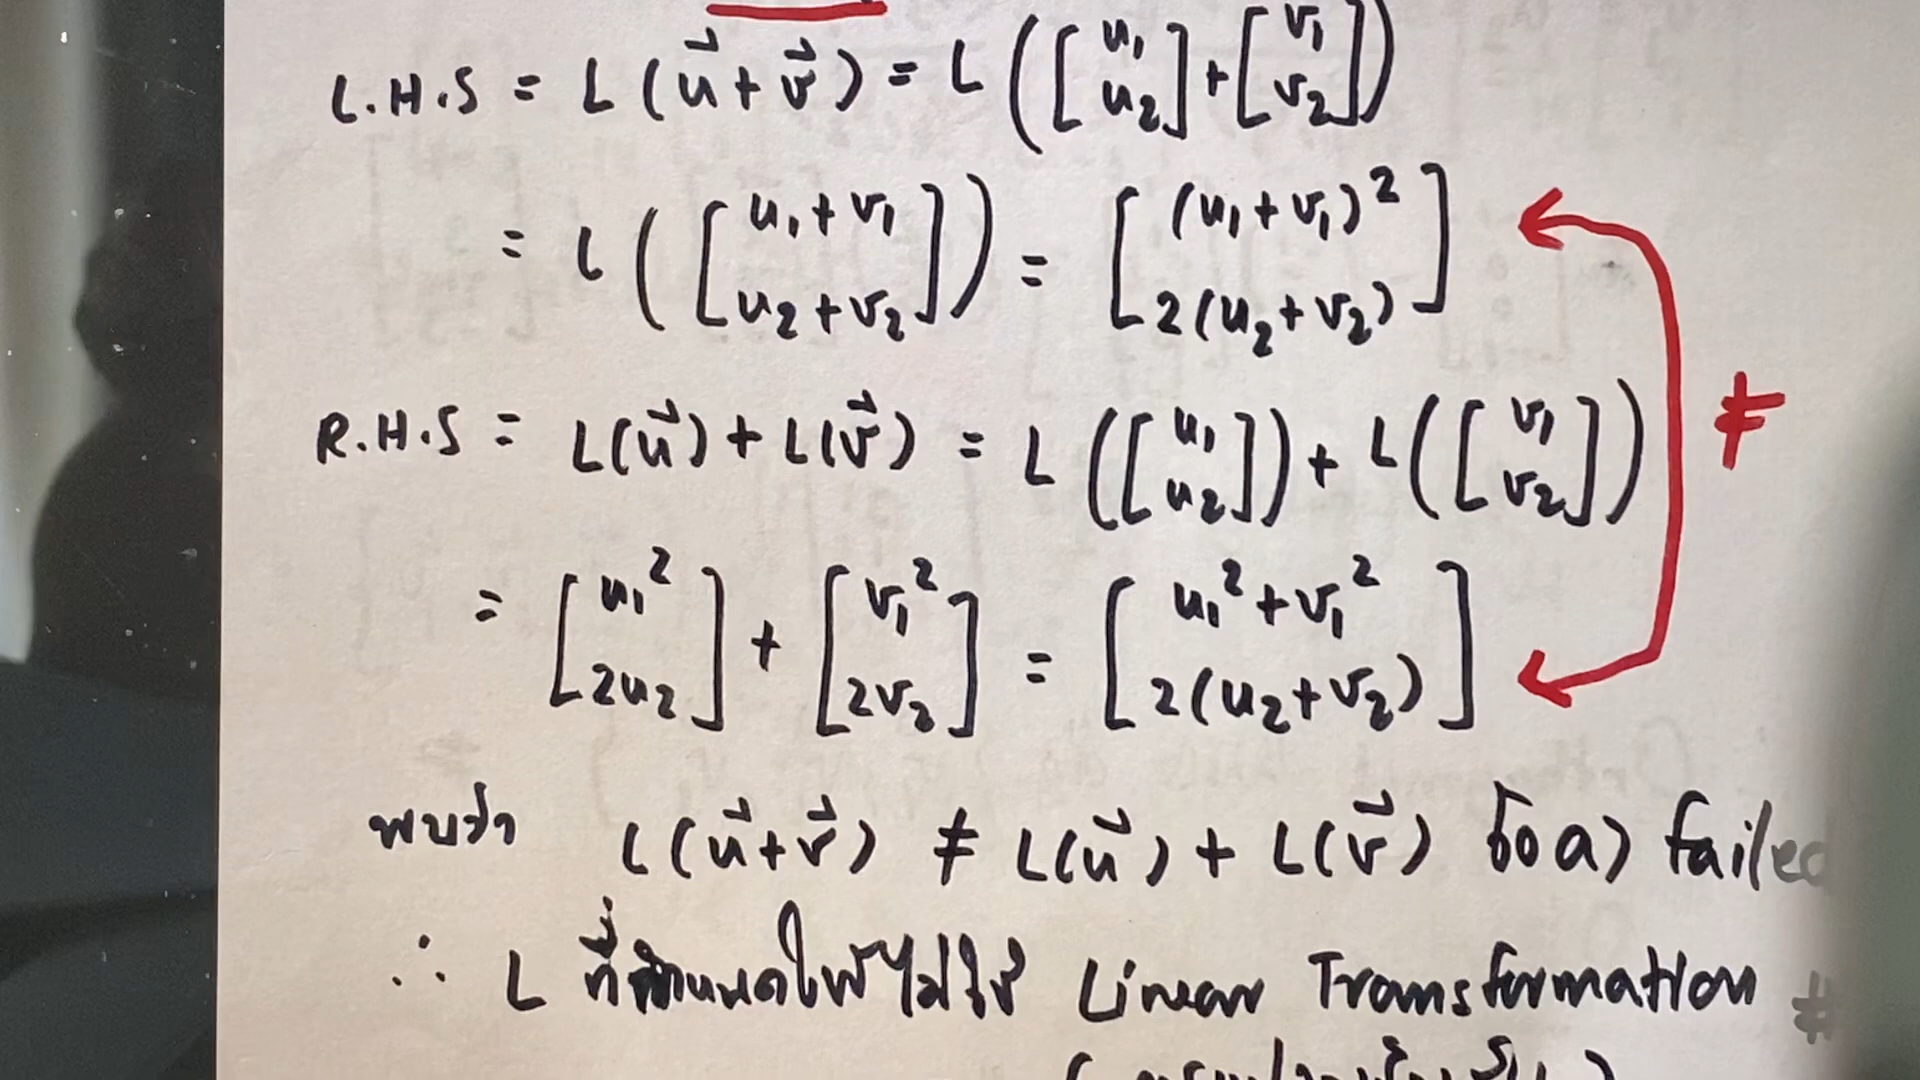 L.H.S = L(u⃗ + v⃗) = L([u₁ u₂] + [v₁ v₂])
= L([u₁+v₁ u₂+v₂]) = [(u₁+v₁)² 2(u₂+v₂)]
R.H.S = L(u⃗) + L(v⃗) = L([u₁ u₂]) + L([v₁ v₂])
≠
= [u₁² 2u₂] + [v₁² 2v₂] = [u₁²+v₁² 2(u₂+v₂)]
พบว่า L(u⃗+v⃗) ≠ L(u⃗) + L(v⃗) ข้อ a) failed
∴ L ที่กำหนดให้ไม่ใช่ Linear Transformation #